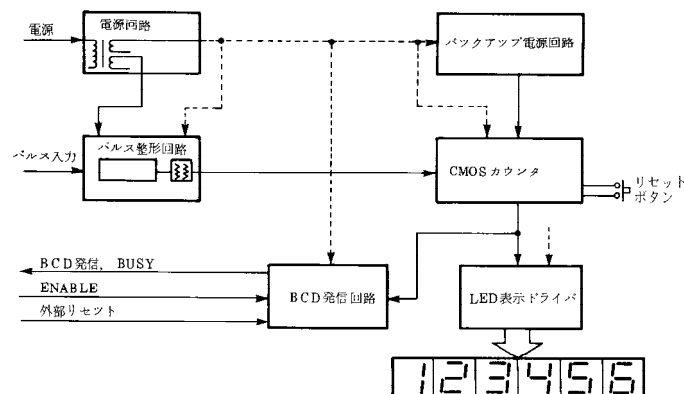 電源
電源回路
バックアップ電源回路
パルス入力
パルス整形回路
CMOSカウンタ
リセット
ボタン
BCD発信, BUSY
ENABLE
外部リセット
BCD発信回路
LED表示ドライバ
123456